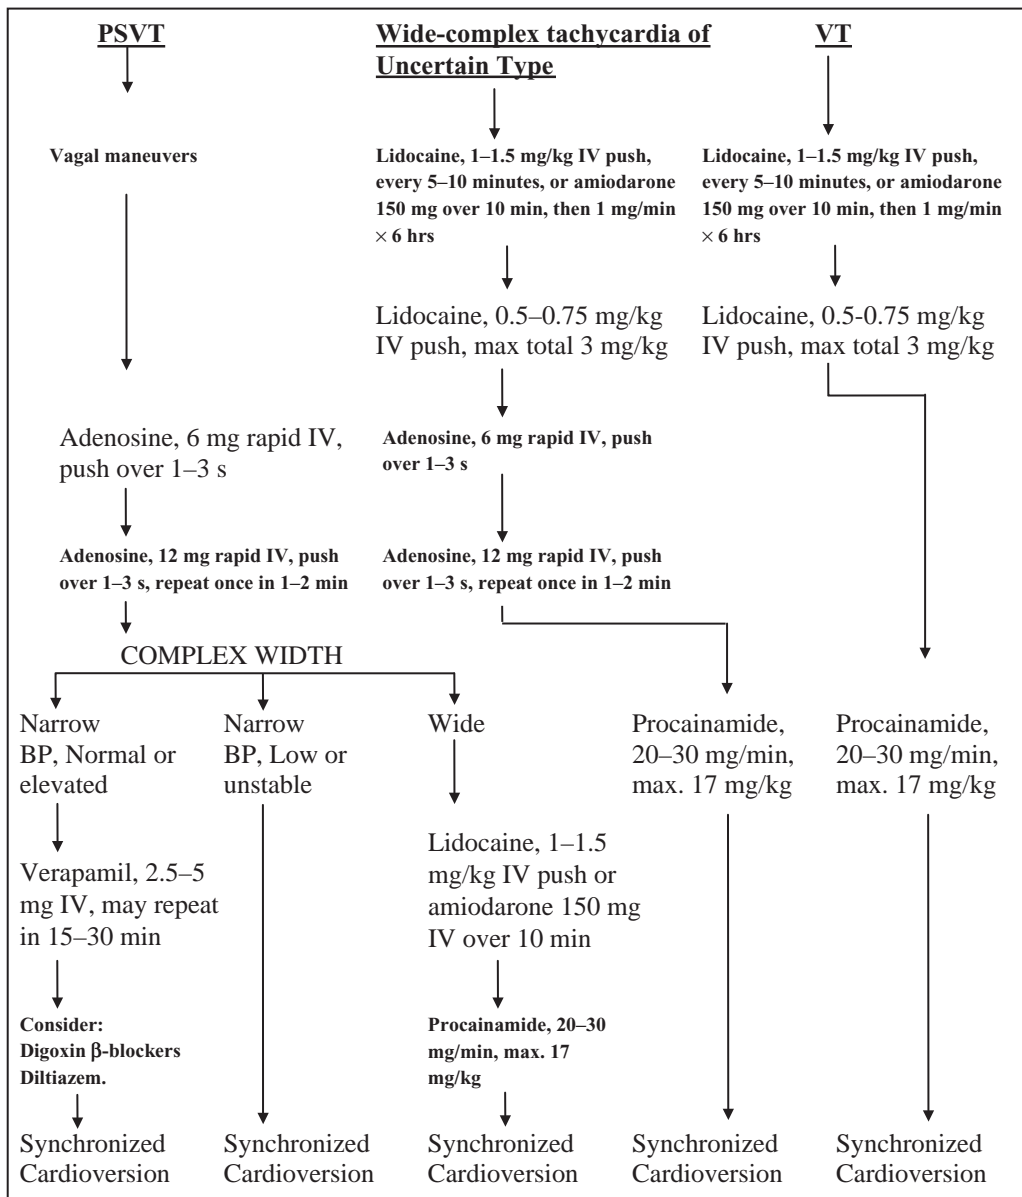 PSVT
Vagal maneuvers
Adenosine, 6 mg rapid IV,
push over 1–3 s
Adenosine, 12 mg rapid IV, push
over 1–3 s, repeat once in 1–2 min
COMPLEX WIDTH
Narrow
BP, Normal or
elevated
Verapamil, 2.5–5
mg IV, may repeat
in 15–30 min
Consider:
Digoxin β-blockers
Diltiazem.
Synchronized
Cardioversion
Narrow
BP, Low or
unstable
Synchronized
Cardioversion
Wide
Lidocaine, 1–1.5
mg/kg IV push or
amiodarone 150 mg
IV over 10 min
Procainamide, 20–30
mg/min, max. 17
mg/kg
Synchronized
Cardioversion
Wide-complex tachycardia of
Uncertain Type
Lidocaine, 1–1.5 mg/kg IV push,
every 5–10 minutes, or amiodarone
150 mg over 10 min, then 1 mg/min
× 6 hrs
Lidocaine, 0.5–0.75 mg/kg
IV push, max total 3 mg/kg
Adenosine, 6 mg rapid IV, push
over 1–3 s
Adenosine, 12 mg rapid IV, push
over 1–3 s, repeat once in 1–2 min
Procainamide,
20–30 mg/min,
max. 17 mg/kg
Synchronized
Cardioversion
VT
Lidocaine, 1–1.5 mg/kg IV push,
every 5–10 minutes, or amiodarone
150 mg over 10 min, then 1 mg/min
× 6 hrs
Lidocaine, 0.5-0.75 mg/kg
IV push, max total 3 mg/kg
Procainamide,
20–30 mg/min,
max. 17 mg/kg
Synchronized
Cardioversion